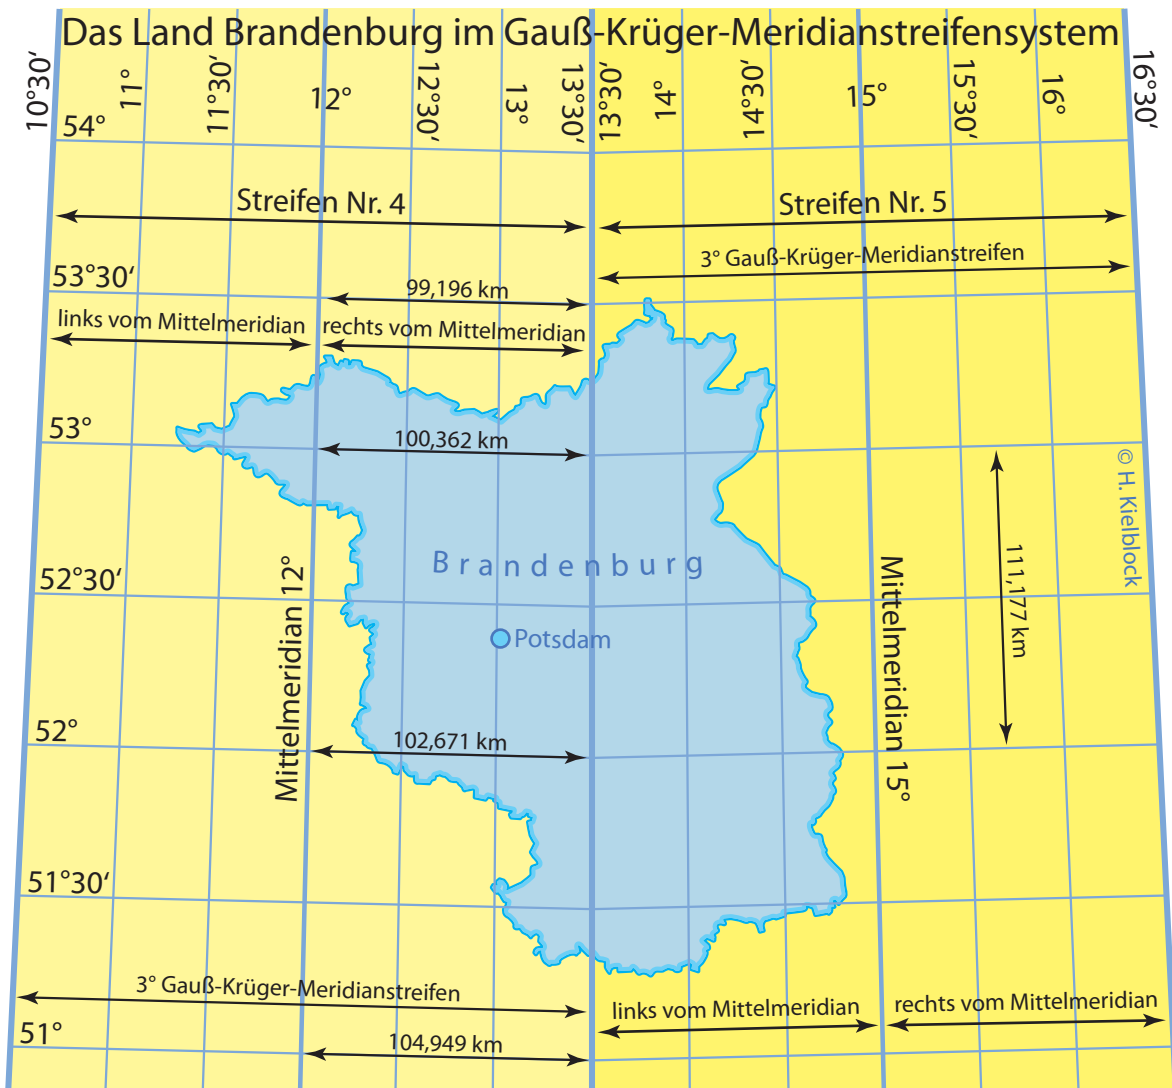 Das Land Brandenburg im Gauß-Krüger-Meridianstreifensystem
10°30‘
11°
11°30‘
12°
12°30‘
13°
13°30‘
13°30‘
14°
14°30‘
15°
15°30‘
16°
16°30‘
54°
Streifen Nr. 4
Streifen Nr. 5
3° Gauß-Krüger-Meridianstreifen
53°30‘
99,196 km
links vom Mittelmeridian
rechts vom Mittelmeridian
53°
100,362 km
© H. Kielblock
Brandenburg
111,177 km
52°30‘
Mittelmeridian 12°
Mittelmeridian 15°
Potsdam
52°
102,671 km
51°30‘
3° Gauß-Krüger-Meridianstreifen
links vom Mittelmeridian
rechts vom Mittelmeridian
51°
104,949 km